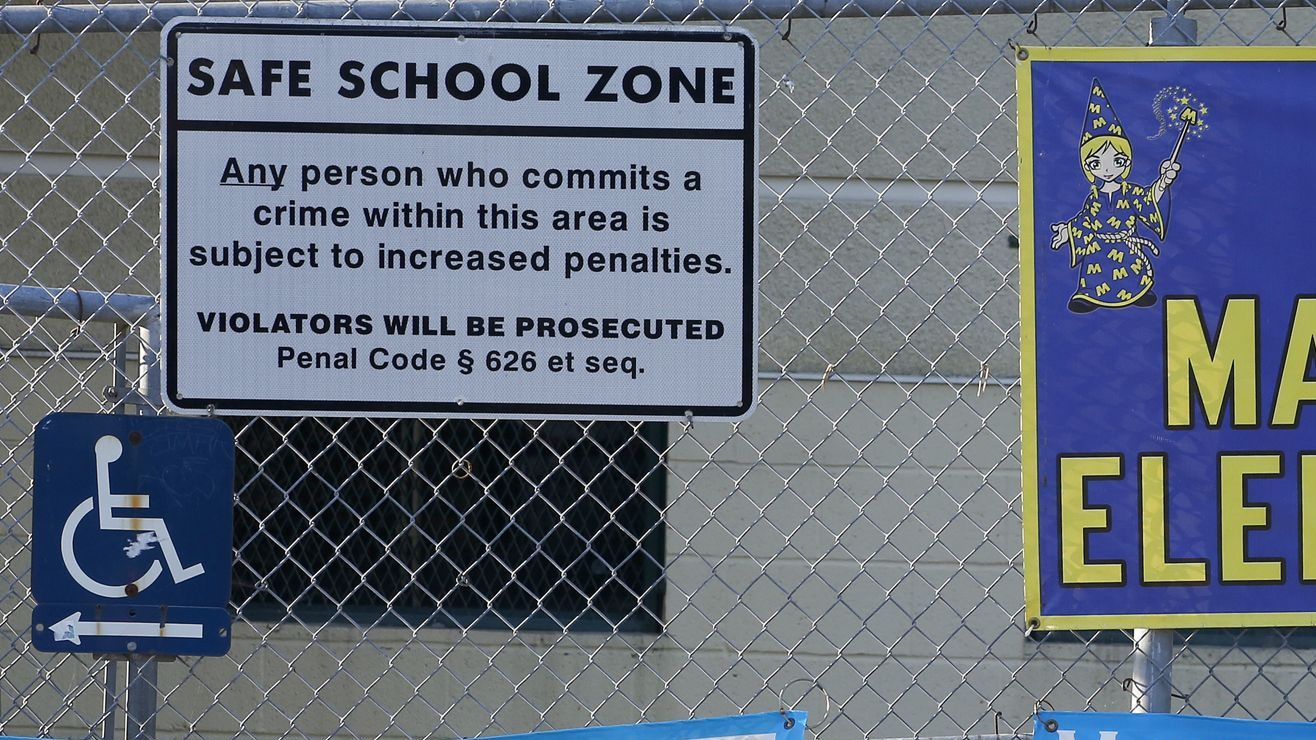 SAFE SCHOOL ZONE
Any person who commits a
crime within this area is
subject to increased penalties.
VIOLATORS WILL BE PROSECUTED
Penal Code § 626 et seq.
MA
ELE